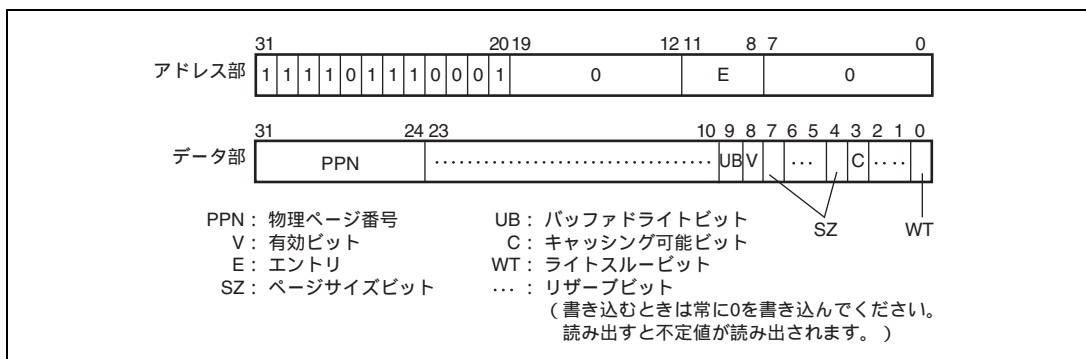 31 20 19 12 11 8 7 0
アドレス部 1 1 1 1 0 1 1 1 0 0 0 1 0 E 0
31 24 23 10 9 8 7 6 5 4 3 2 1 0
データ部 PPN ................................. UB V ... C .. .. 
SZ WT
PPN : 物理ページ番号 UB : バッファドライトビット
V : 有効ビット C : キャッシング可能ビット
E : エントリ WT : ライトスルービット
SZ : ページサイズビット ... : リザーブビット
(書き込むときは常に0を書き込んでください。
読み出すと不定値が読み出されます。)